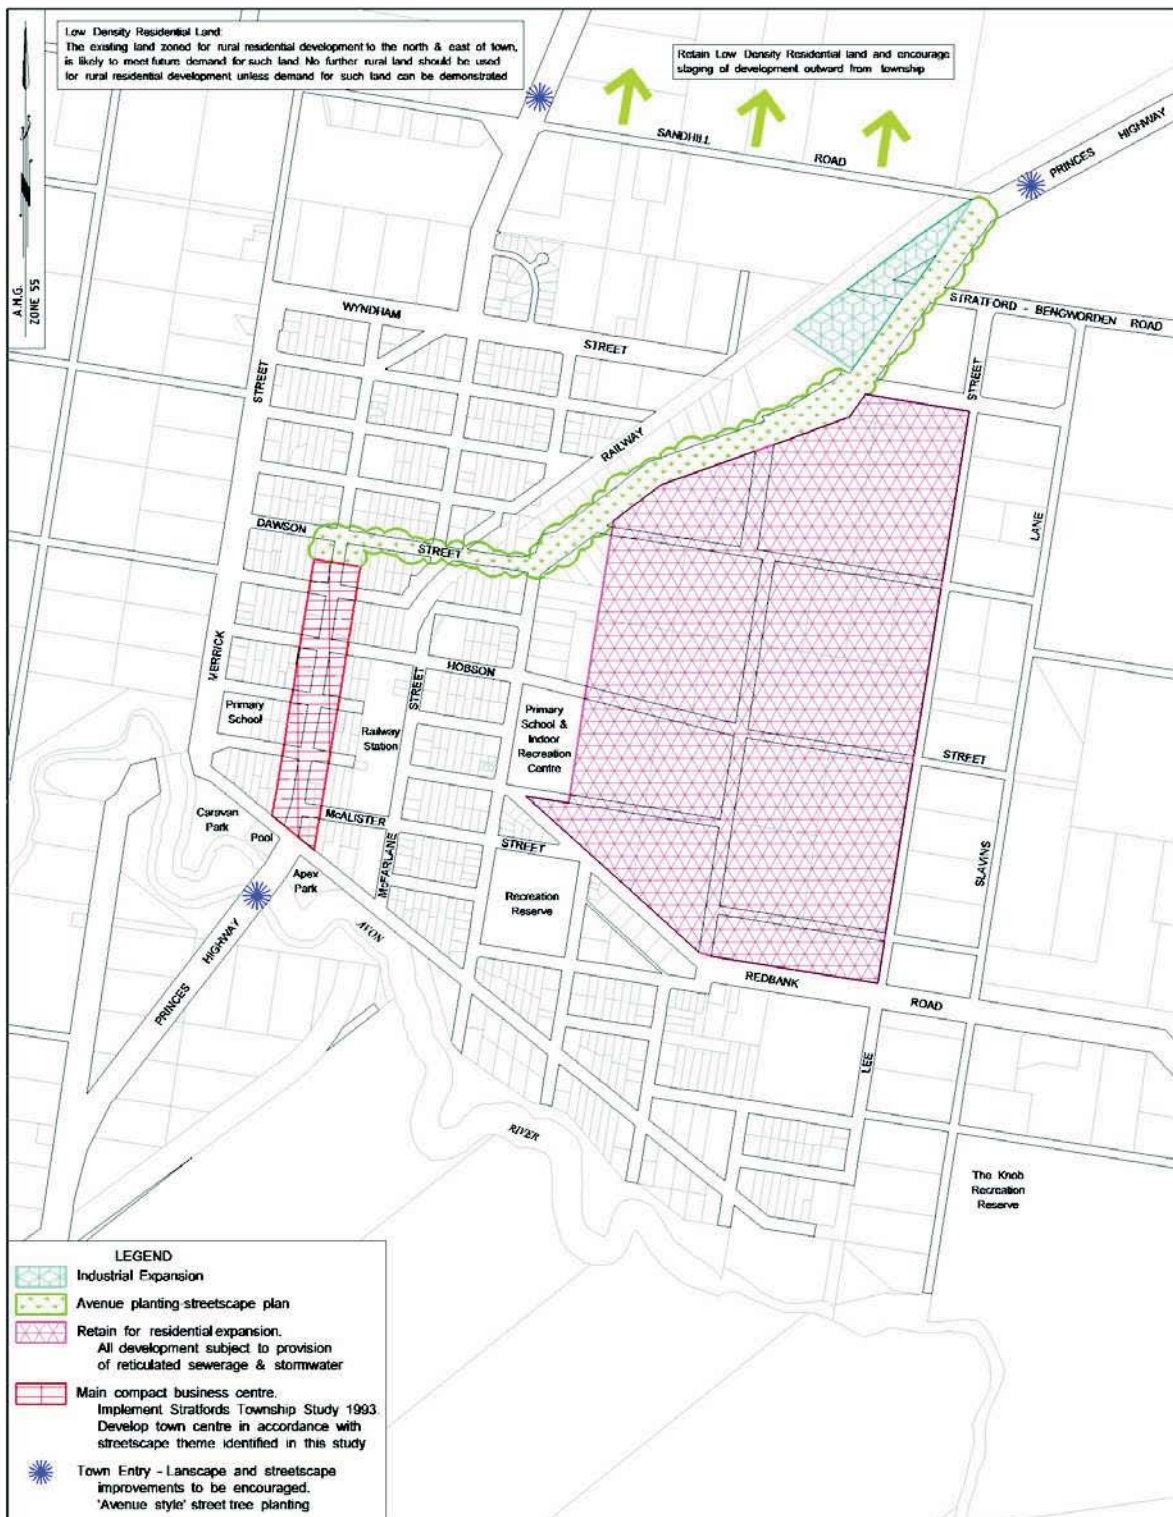 Low Density Residential Land:
The existing land zoned for rural residential development to the north & east of town,
is likely to meet future demand for such land No further rural land should be used
for rural residential development unless demand for such land can be demonstrated
Retain Low Density Residential land and encourage
staging of development outward from township
A.M.G.
ZONE 55
SANDHILL
ROAD
PRINCES HIGHWAY
STRATFORD - BENGWORDEN ROAD
WYNDHAM
STREET
STREET
STREET
RAILWAY
LANE
DAWSON
STREET
MERRICK
HOBSON
STREET
Primary
School
Railway
Station
Primary
School &
Indoor
Recreation
Centre
STREET
Caravan
Park
Pool
McALISTER
STREET
McFARLANE
SLAVINS
Apex
Park
Recreation
Reserve
AVON
PRINCES HIGHWAY
REDBANK
ROAD
LEE
RIVER
The Knob
Recreation
Reserve
LEGEND
Industrial Expansion
Avenue planting-streetscape plan
Retain for residential expansion.
All development subject to provision
of reticulated sewerage & stormwater
Main compact business centre.
Implement Stratfords Township Study 1993.
Develop town centre in accordance with
streetscape theme identified in this study
Town Entry - Lanscape and streetscape
improvements to be encouraged.
'Avenue style' street tree planting